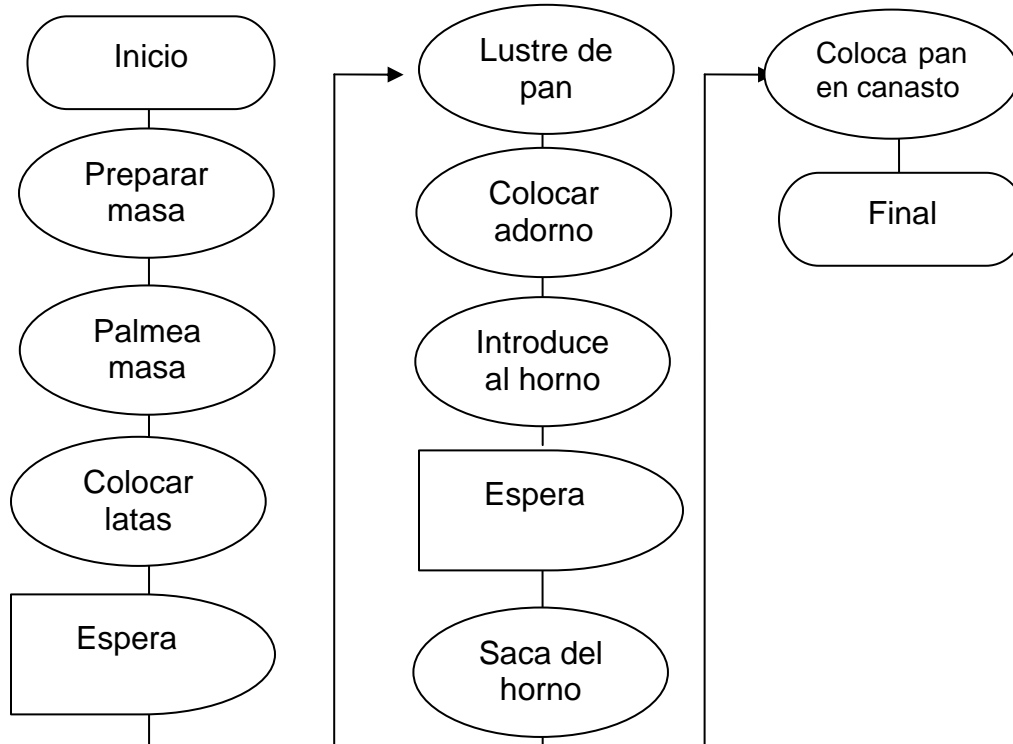 Inicio
Preparar
masa
Palmea
masa
Colocar
latas
Espera
Lustre de
pan
Colocar
adorno
Introduce
al horno
Espera
Saca del
horno
Coloca pan
en canasto
Final